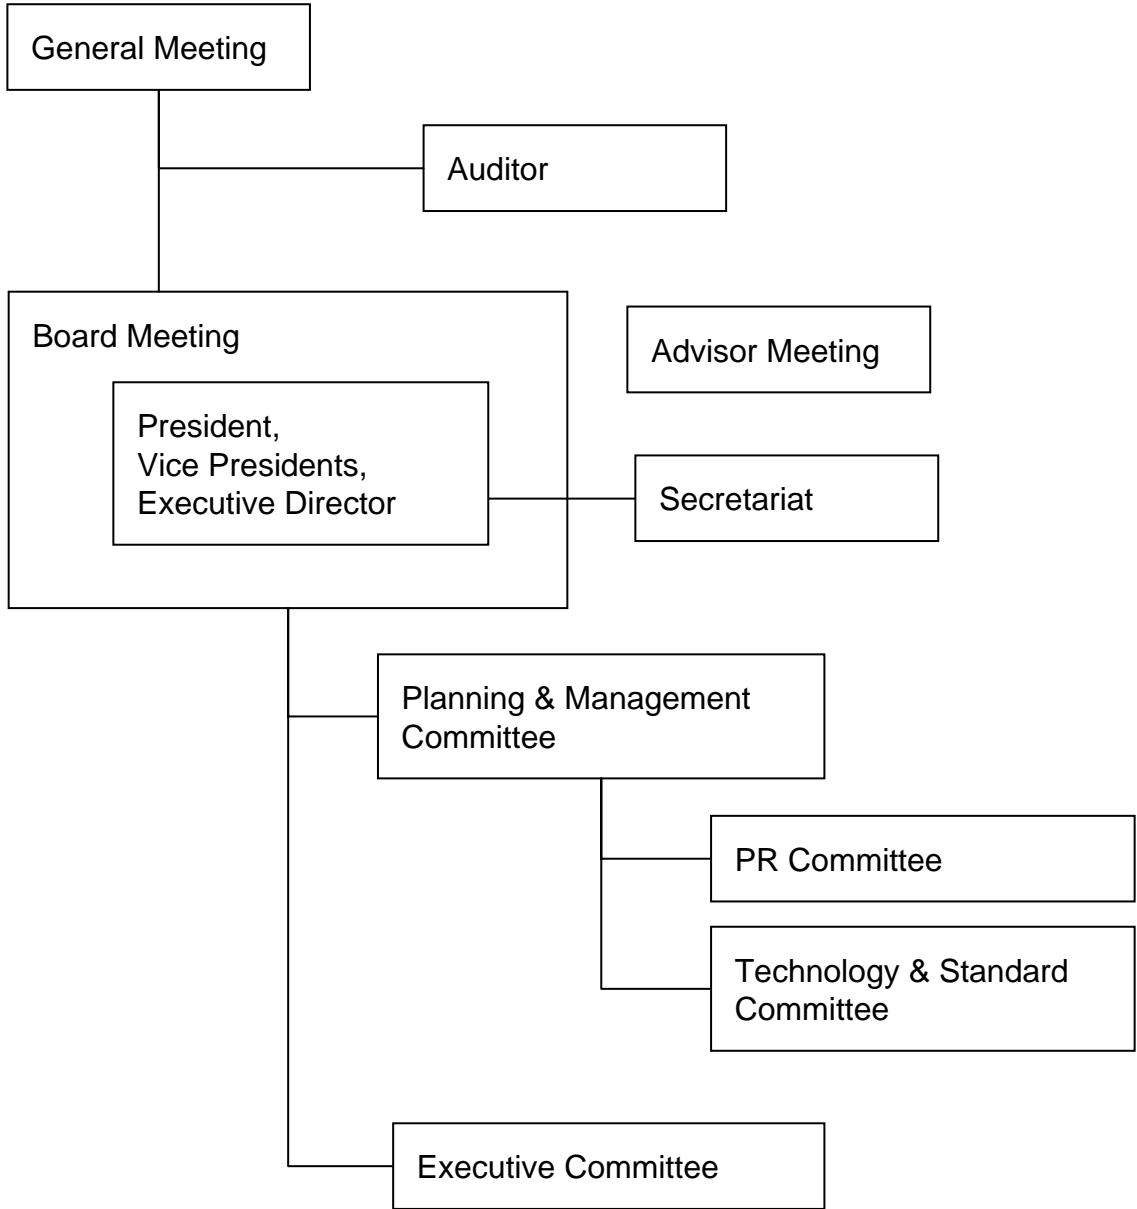 General Meeting
Auditor
Board Meeting
Advisor Meeting
President,
Vice Presidents,
Executive Director
Secretariat
Planning & Management
Committee
PR Committee
Technology & Standard
Committee
Executive Committee